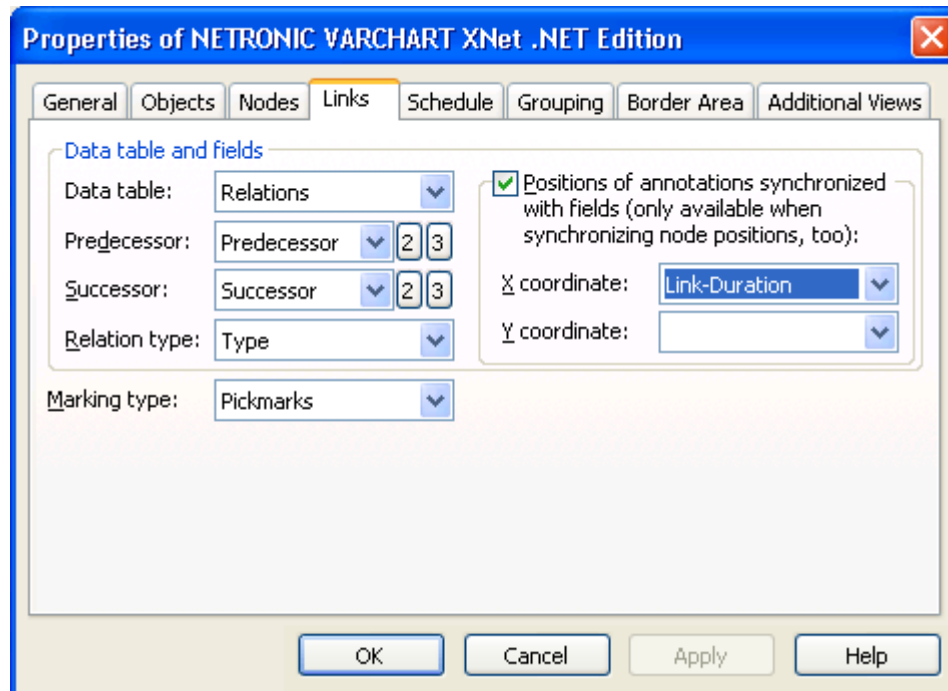 Properties of NETRONIC VARCHART XNet .NET Edition
General Objects Nodes Links Schedule Grouping Border Area Additional Views
Data table and fields
Data table: Relations
Predecessor: Predecessor 2 3
Successor: Successor 2 3
Relation type: Type
Positions of annotations synchronized
with fields (only available when
synchronizing node positions, too):
X coordinate: Link-Duration
Y coordinate:
Marking type: Pickmarks
OK Cancel Apply Help